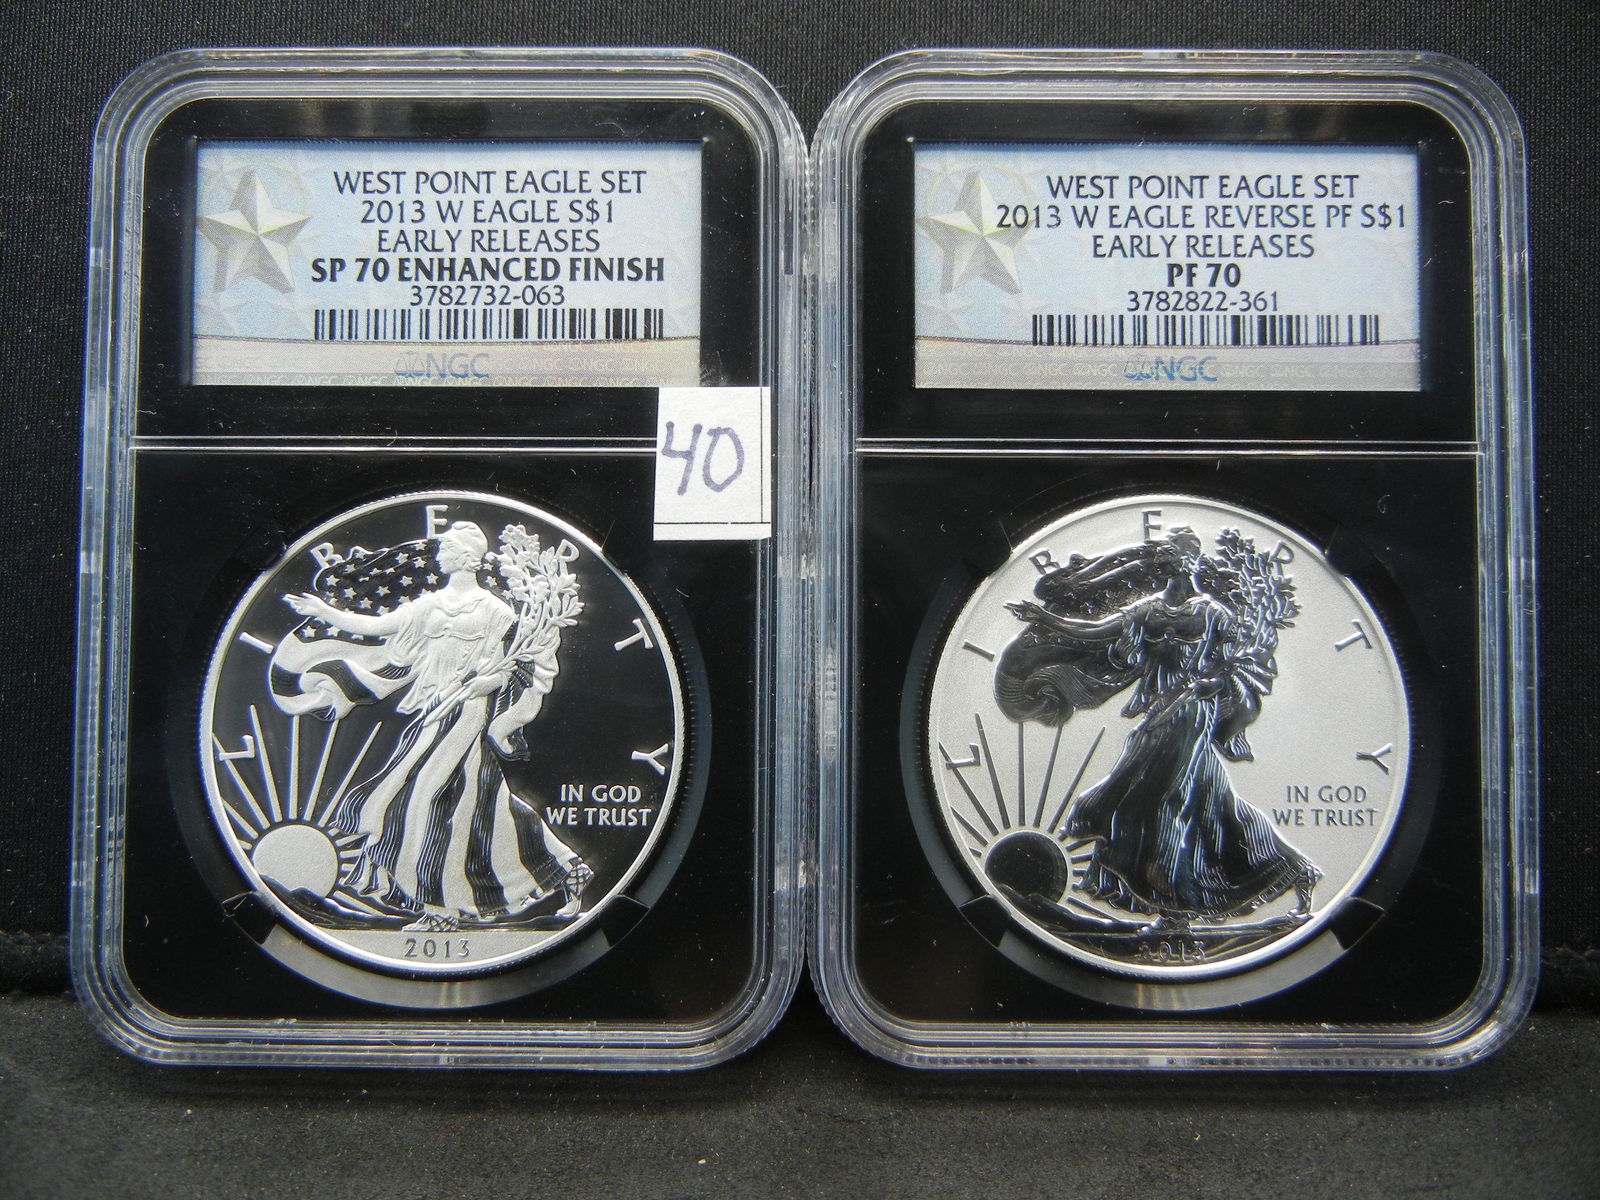 WEST POINT EAGLE SET
2013 W EAGLE S$1
EARLY RELEASES
SP 70 ENHANCED FINISH
3782732-063
NGC
40
LIBERTY
IN GOD
WE TRUST
2013
WEST POINT EAGLE SET
2013 W EAGLE REVERSE PF S$1
EARLY RELEASES
PF 70
3782822-361
NGC
LIBERTY
IN GOD
WE TRUST
2013